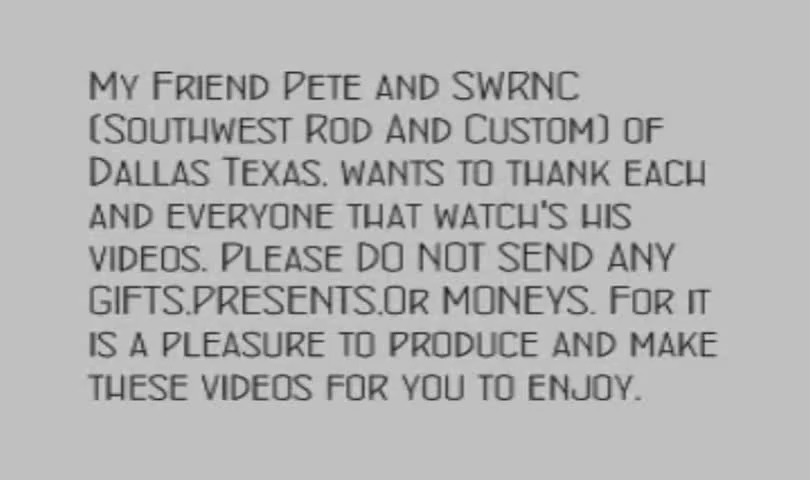 My Friend Pete and SWRNC
(Southwest Rod And Custom) of
Dallas Texas. wants to thank each
and everyone that watch's his
videos. Please DO NOT SEND ANY
GIFTS.PRESENTS.Or MONEYS. For it
is a pleasure to produce and make
these videos for you to enjoy.